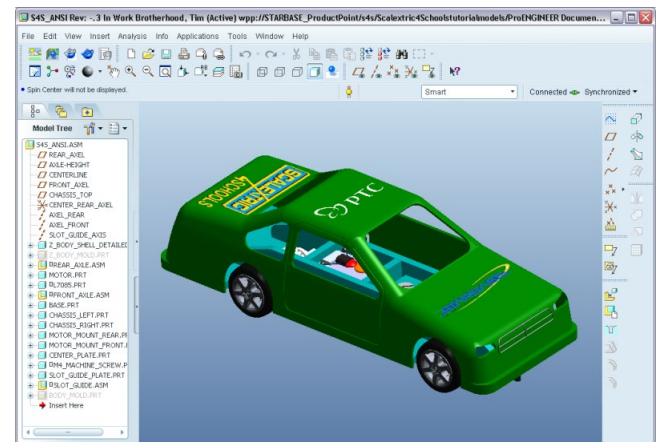 S4S_ANSI Rev: -.3 In Work Brotherhood, Tim (Active) wpp://STARBASE_ProductPoint/s4s/Scalextric4Schoolstutorialmodels/ProENGINEER Documen...
File Edit View Insert Analysis Info Applications Tools Window Help
Spin Center will not be displayed.
Smart
Connected
Synchronized
Model Tree
S4S_ANSI.ASM
REAR_AXEL
AXLE-HEIGHT
CENTERLINE
FRONT_AXEL
CHASSIS_TOP
CENTER_REAR_AXEL
AXEL_REAR
AXEL_FRONT
SLOT_GUIDE_AXIS
Z_BODY_SHELL_DETAILED
Z_BODY_MOLD.PRT
REAR_AXLE.ASM
MOTOR.PRT
L7085.PRT
FRONT_AXLE.ASM
BASE.PRT
CHASSIS_LEFT.PRT
CHASSIS_RIGHT.PRT
MOTOR_MOUNT_REAR.PR
MOTOR_MOUNT_FRONT.I
CENTER_PLATE.PRT
M4_MACHINE_SCREW.P
SLOT_GUIDE_PLATE.PRT
SLOT_GUIDE.ASM
BODY_MOLD.PRT
Insert Here
SCALEXTRIC
4SCHOOLS
PTC